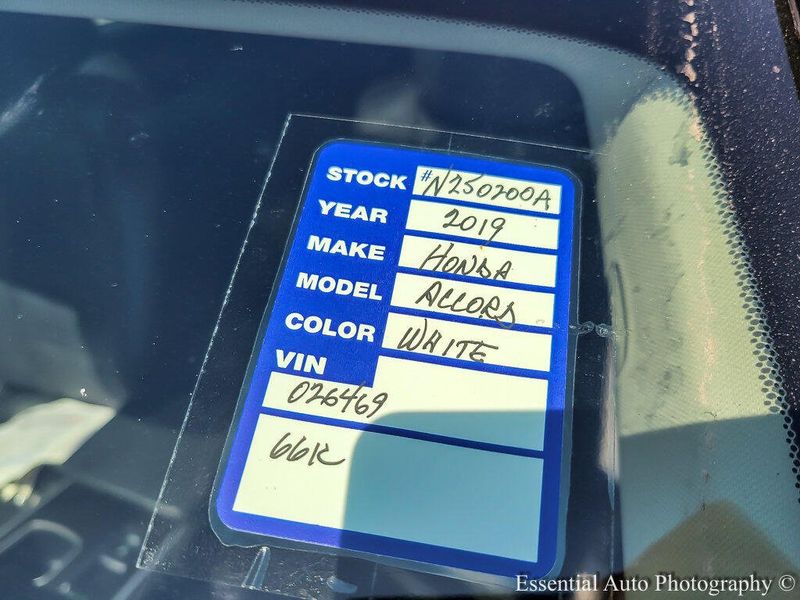 STOCK #N250200A
YEAR 2019
MAKE HONDA
MODEL ACCORD
COLOR WHITE
VIN
026469
66K
Essential Auto Photography ©